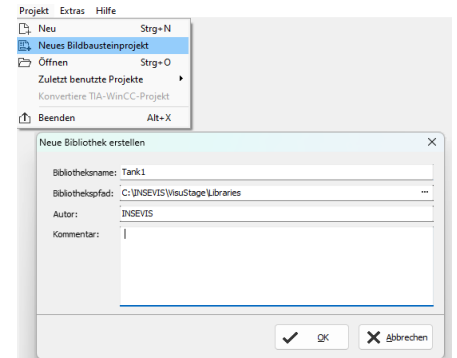 Projekt Extras Hilfe
Neu Strg+N
Neues Bildbausteinprojekt
Öffnen Strg+O
Zuletzt benutzte Projekte
Konvertiere TIA-WinCC-Projekt
Beenden Alt+X
Neue Bibliothek erstellen
Bibliotheksname: Tank1
Bibliothekspfad: C:\INSEVIS\VisuStage\Libraries ...
Autor: INSEVIS
Kommentar:
OK Abbrechen